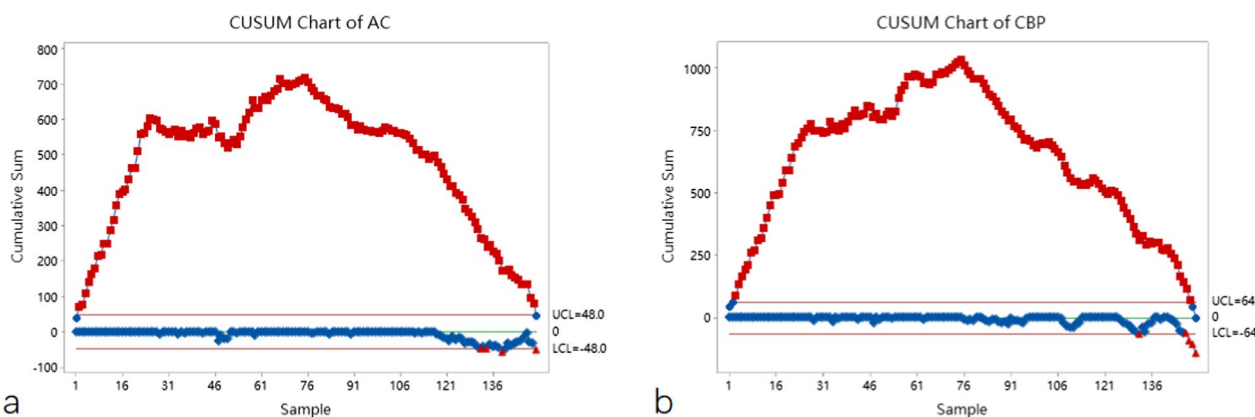 CUSUM Chart of AC
800
700
600
500
400
300
200
100
0
-100
Cumulative Sum
1 16 31 46 61 76 91 106 121 136
Sample
UCL=48.0
0
LCL=-48.0
a
CUSUM Chart of CBP
1000
750
500
250
0
Cumulative Sum
1 16 31 46 61 76 91 106 121 136
Sample
UCL=64
0
LCL=-64
b